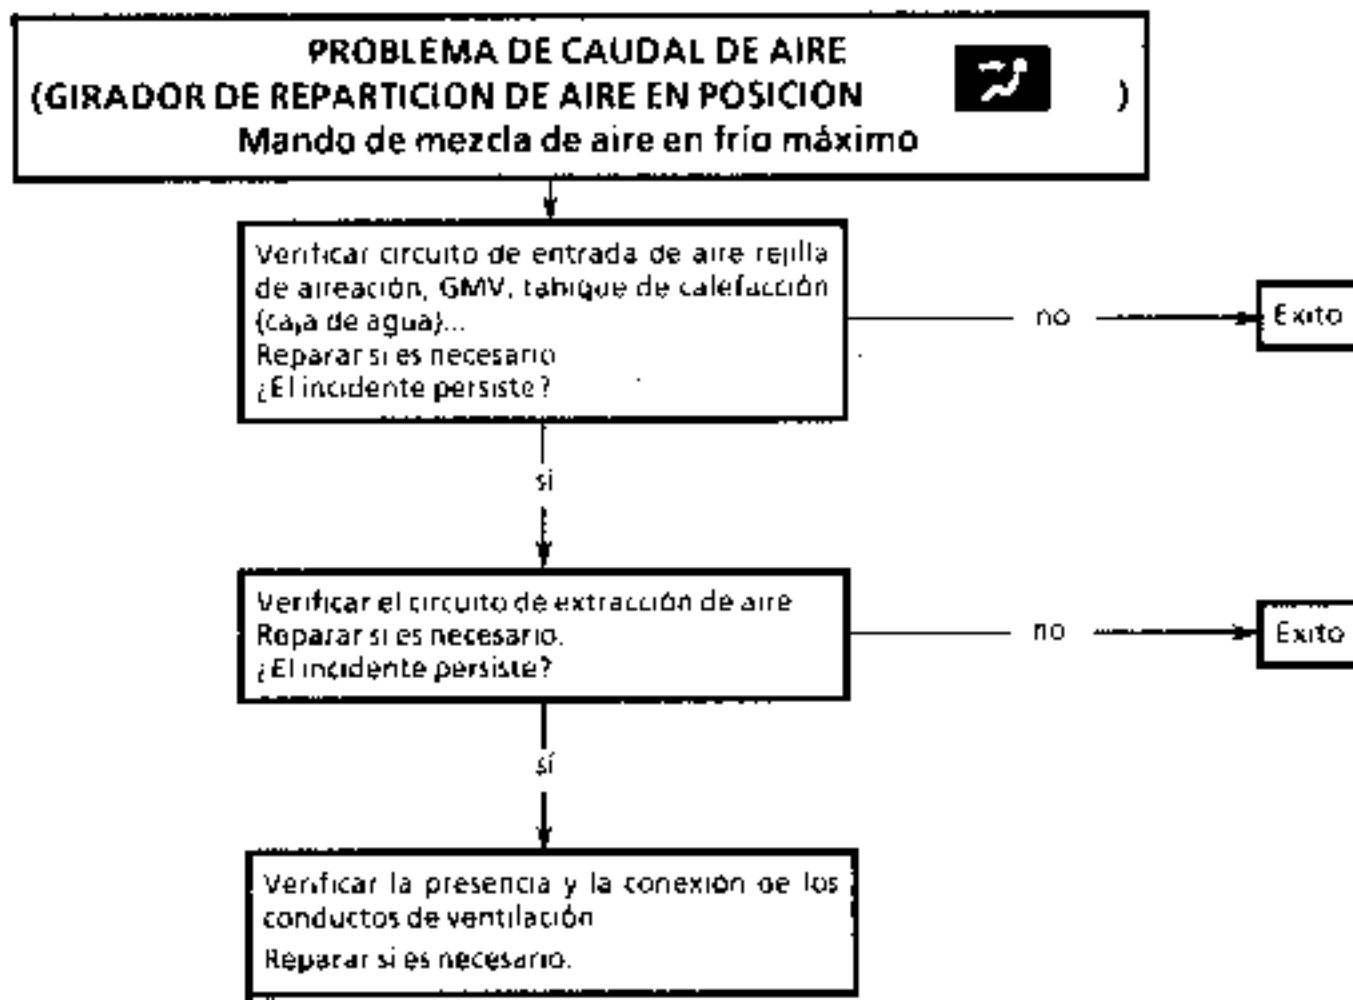 PROBLEMA DE CAUDAL DE AIRE
(GIRADOR DE REPARTICION DE AIRE EN POSICION )
Mando de mezcla de aire en frío máximo
Verificar circuito de entrada de aire rejilla
de aireación, GMV, tabique de calefacción
(caja de agua)...
Reparar si es necesario
¿El incidente persiste?
no
Exito
si
Verificar el circuito de extracción de aire
Reparar si es necesario.
¿El incidente persiste?
no
Exito
sí
Verificar la presencia y la conexión de los
conductos de ventilación
Reparar si es necesario.